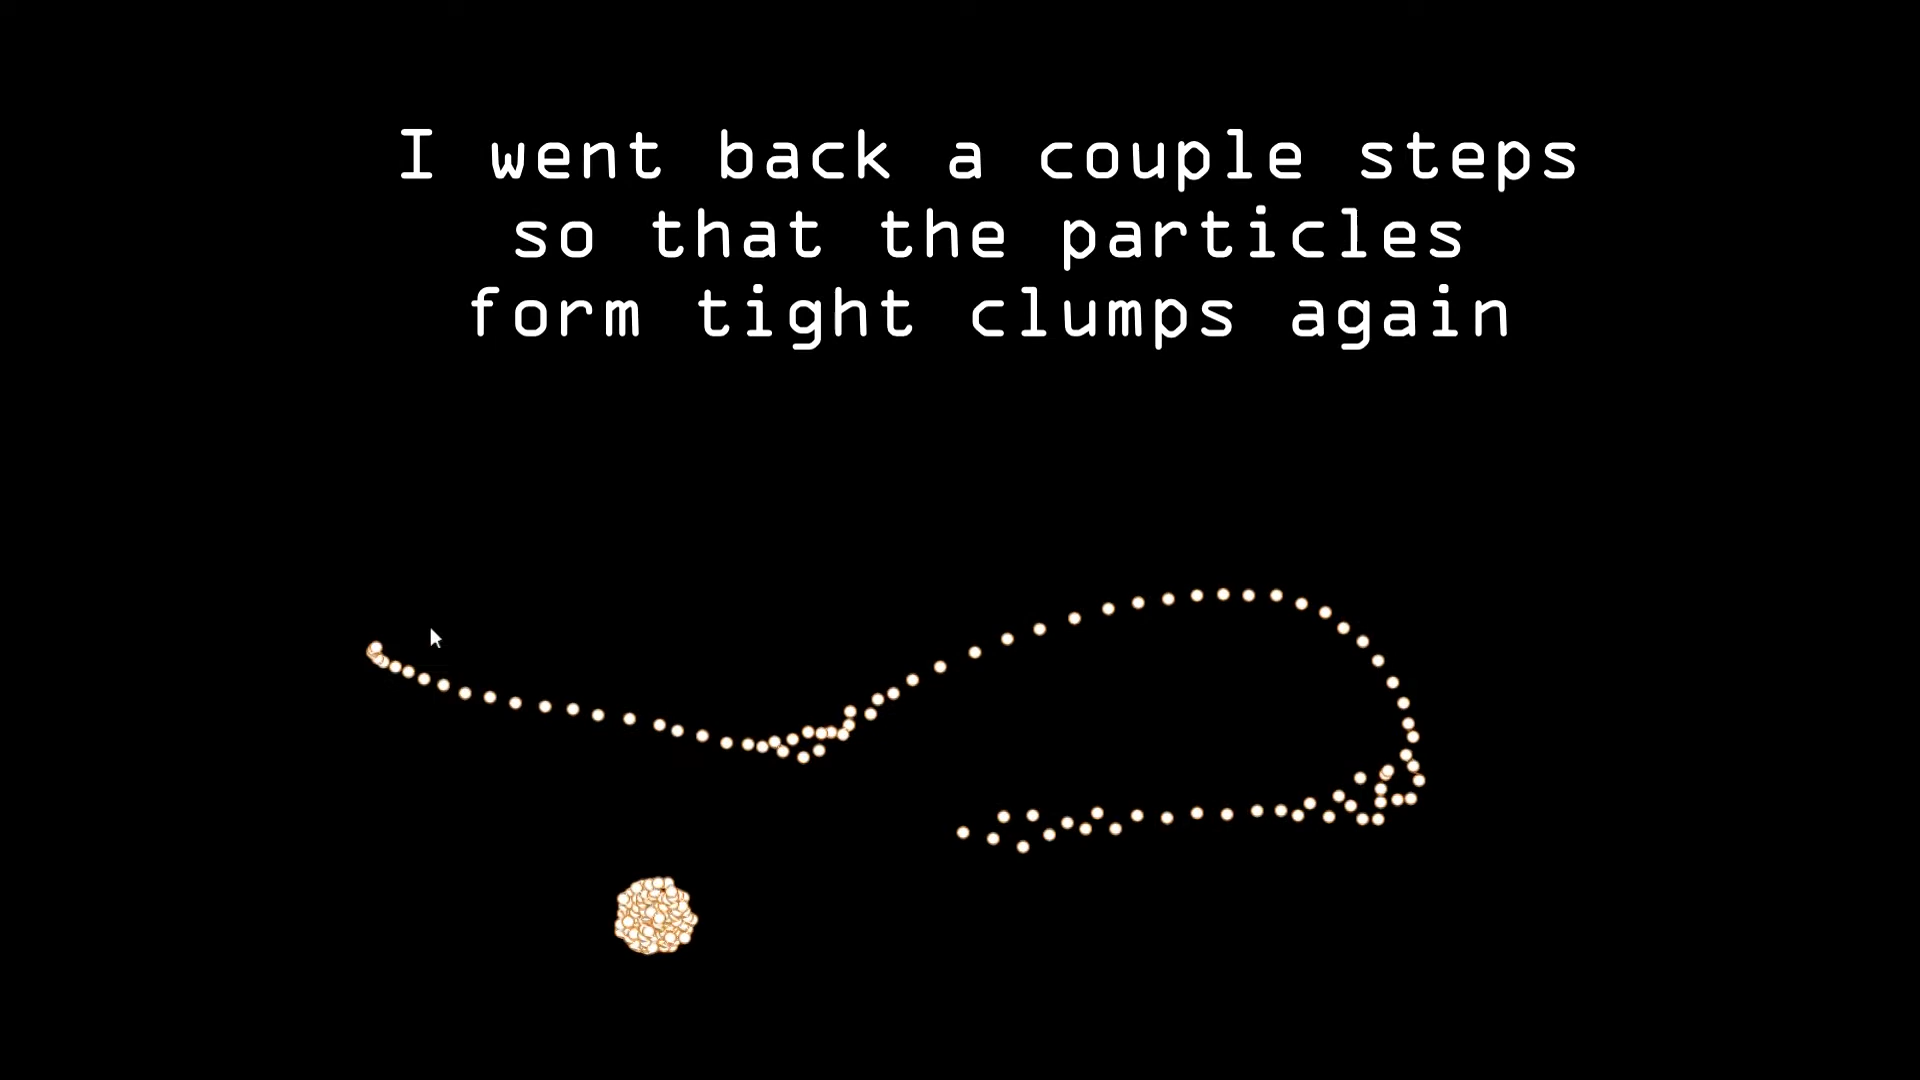 I went back a couple steps
so that the particles
form tight clumps again